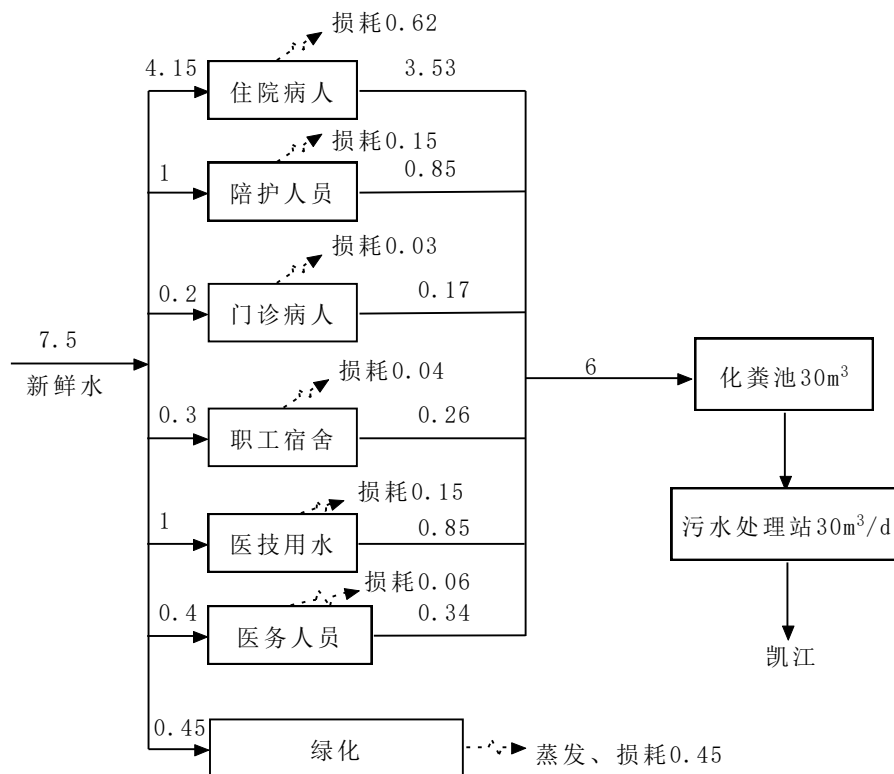 损耗0.62
4.15
住院病人
3.53
损耗0.15
1
陪护人员
0.85
损耗0.03
0.2
门诊病人
0.17
7.5
新鲜水
损耗0.04
0.3
职工宿舍
0.26
6
化粪池30m³
损耗0.15
1
医技用水
0.85
污水处理站30m³/d
损耗0.06
0.4
医务人员
0.34
凯江
0.45
绿化
蒸发、损耗0.45